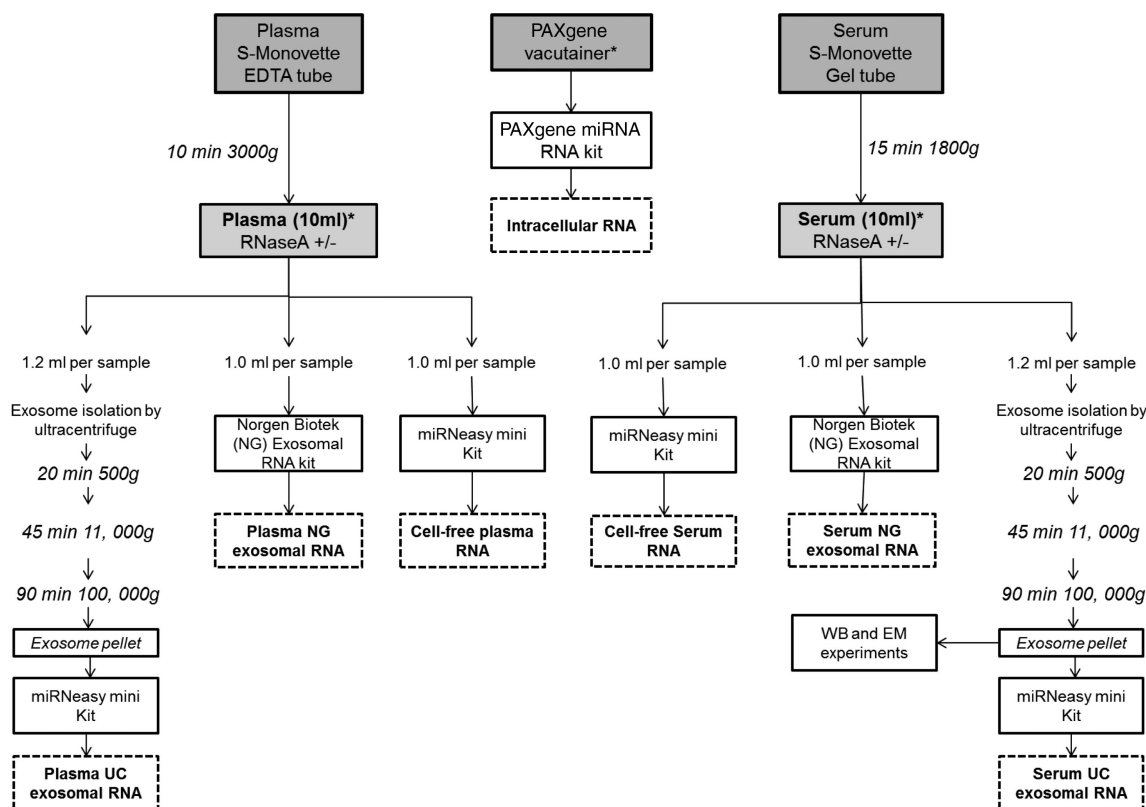 Plasma
S-Monovette
EDTA tube
PAXgene
vacutainer*
Serum
S-Monovette
Gel tube
10 min 3000g
PAXgene miRNA
RNA kit
15 min 1800g
Plasma (10ml)*
RNaseA +/-
Intracellular RNA
Serum (10ml)*
RNaseA +/-
1.2 ml per sample
1.0 ml per sample
1.0 ml per sample
1.0 ml per sample
1.0 ml per sample
1.2 ml per sample
Exosome isolation by
ultracentrifuge
Norgen Biotek
(NG) Exosomal
RNA kit
miRNeasy mini
Kit
miRNeasy mini
Kit
Norgen Biotek
(NG) Exosomal
RNA kit
Exosome isolation by
ultracentrifuge
20 min 500g
20 min 500g
45 min 11, 000g
Plasma NG
exosomal RNA
Cell-free plasma
RNA
Cell-free Serum
RNA
Serum NG
exosomal RNA
45 min 11, 000g
90 min 100, 000g
90 min 100, 000g
Exosome pellet
WB and EM
experiments
Exosome pellet
miRNeasy mini
Kit
miRNeasy mini
Kit
Plasma UC
exosomal RNA
Serum UC
exosomal RNA